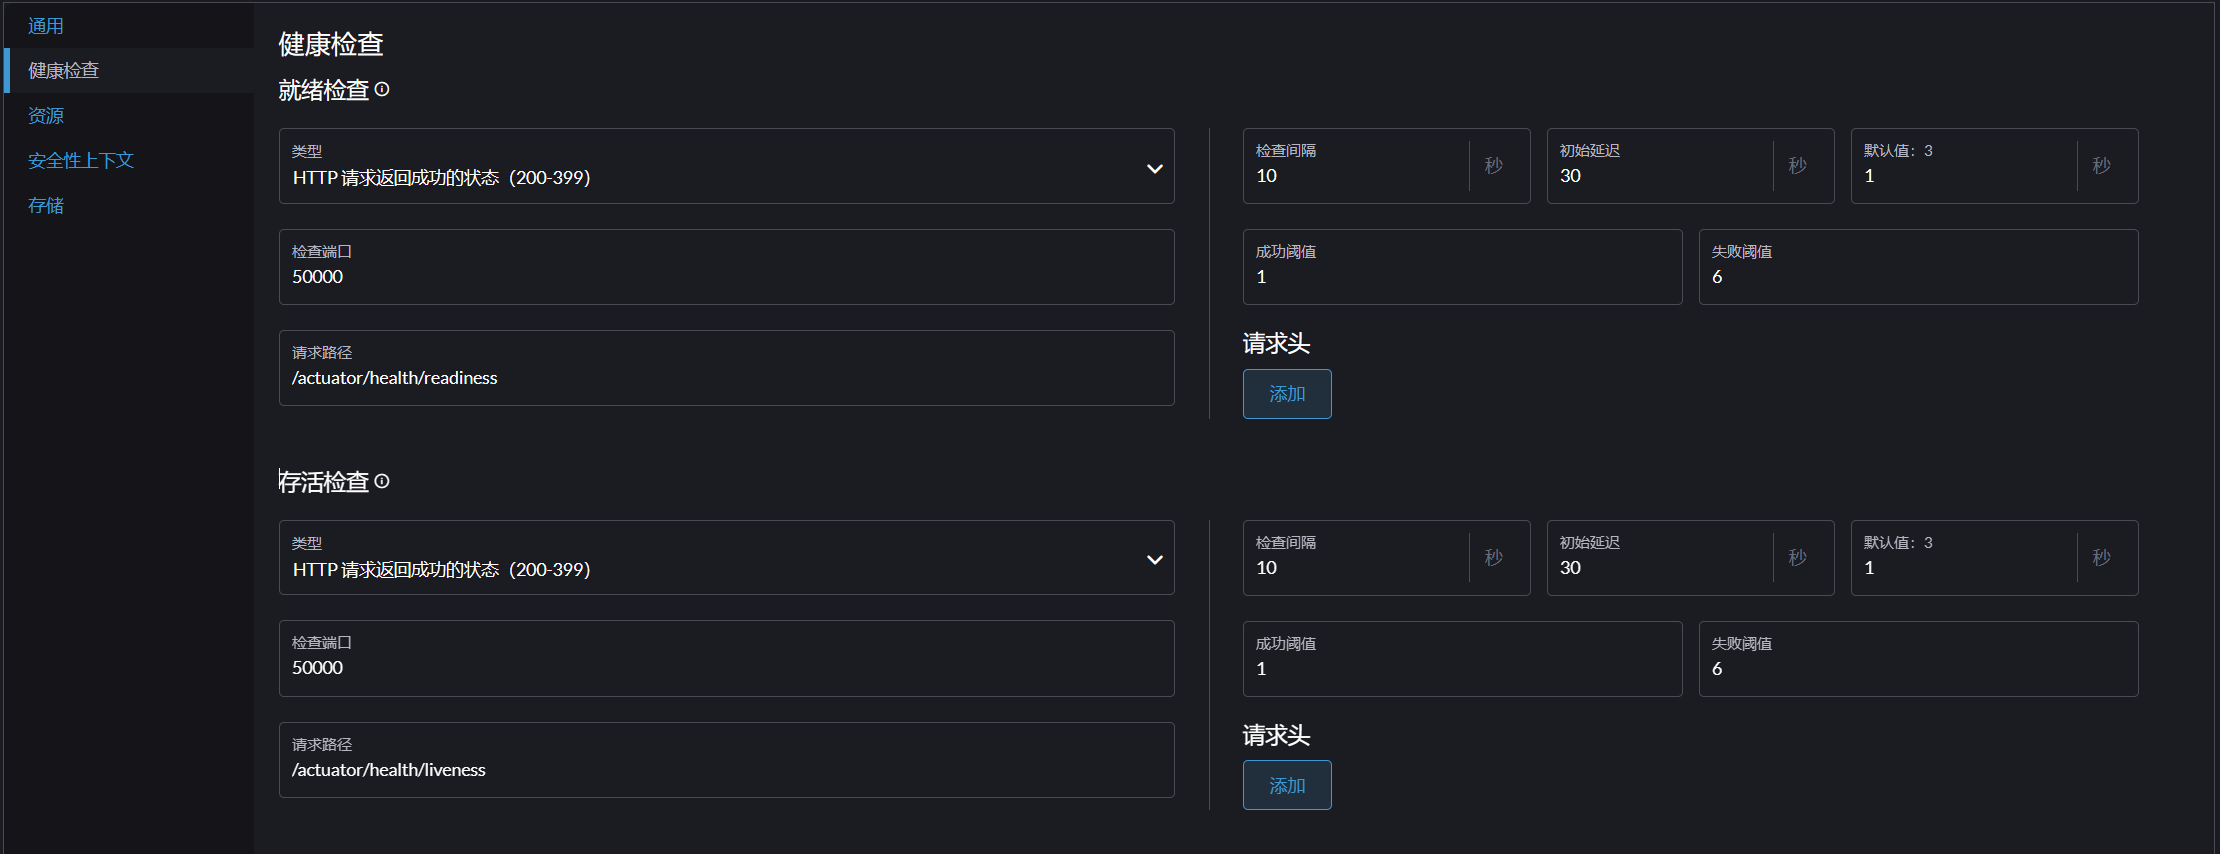 通用
健康检查
资源
安全性上下文
存储
健康检查
就绪检查
类型
HTTP 请求返回成功的状态（200-399）
检查端口
50000
请求路径
/actuator/health/readiness
检查间隔
10
秒
初始延迟
30
秒
默认值：3
1
秒
成功阈值
1
失败阈值
6
请求头
添加
存活检查
类型
HTTP 请求返回成功的状态（200-399）
检查端口
50000
请求路径
/actuator/health/liveness
检查间隔
10
秒
初始延迟
30
秒
默认值：3
1
秒
成功阈值
1
失败阈值
6
请求头
添加